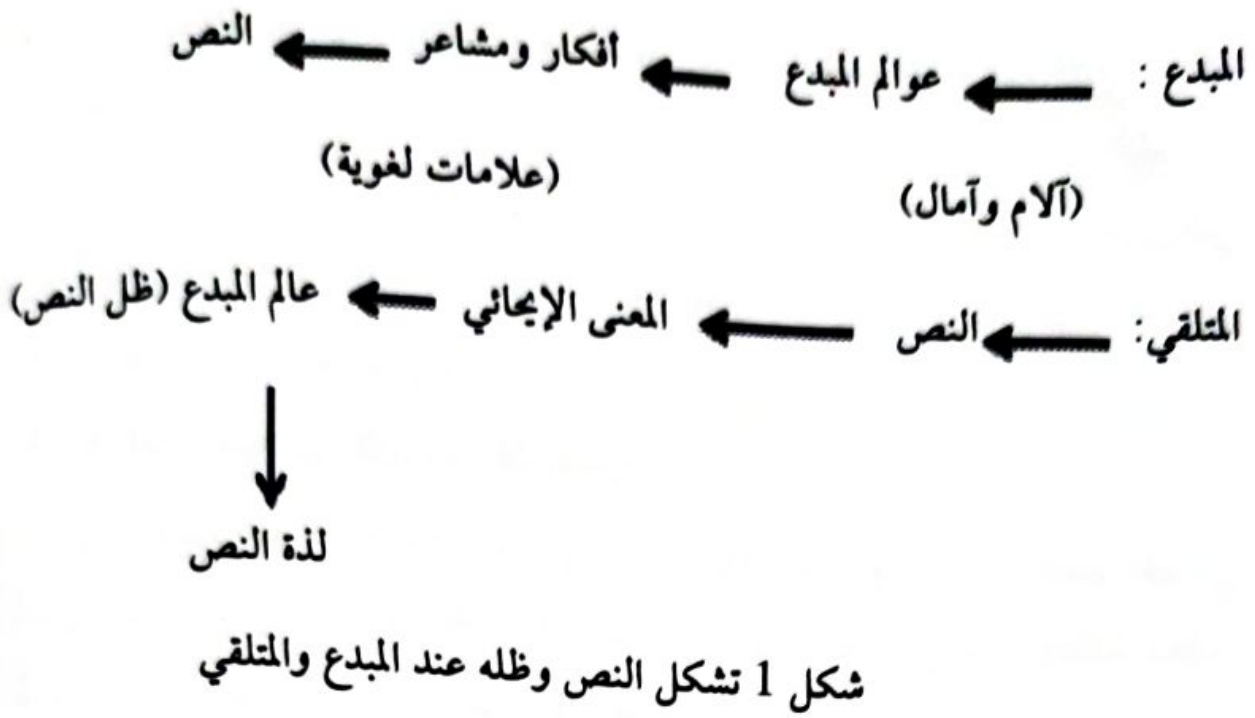 المبدع : عوالم المبدع أفكار ومشاعر النص
(آلام وآمال) (علامات لغوية)
المتلقي: النص المعنى الإيحائي عالم المبدع (ظل النص)
لذة النص
شكل 1 تشكل النص وظله عند المبدع والمتلقي